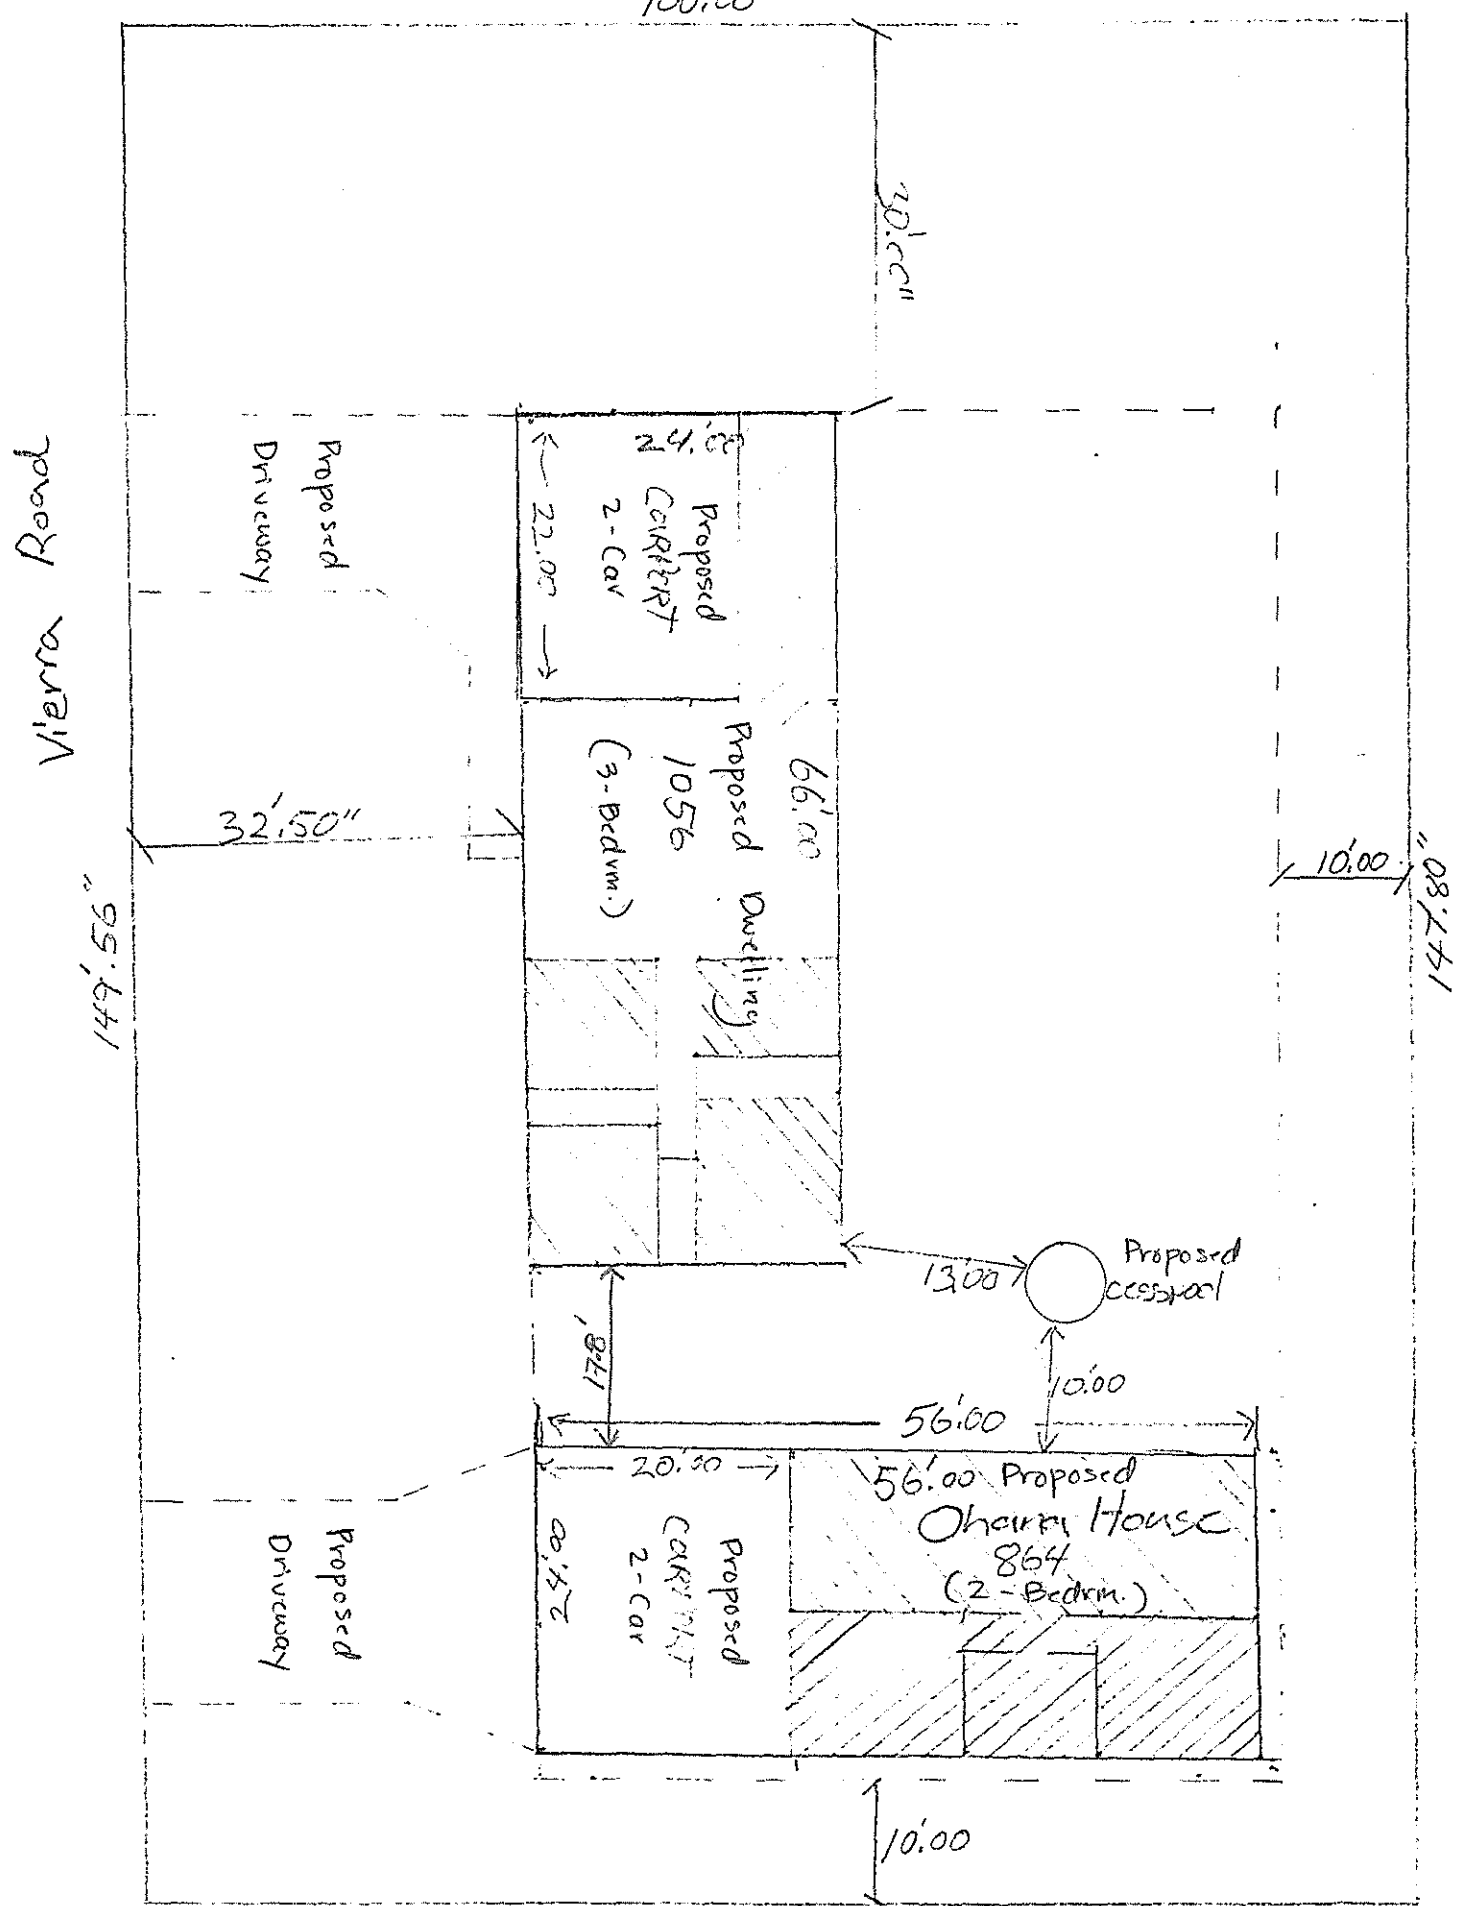 100.00
30'.00"
Vierra Road
Proposed
Driveway
24'.00
Proposed
CARPORT
2-Car
22.00
66'.00
Proposed Dwelling
1056
(3-Bedrm.)
32'.50"
10'.00
147'.80"
13'.00
Proposed
cesspool
17'.8
10'.00
56'.00
20'.00
56'.00 Proposed
Ohana House
864
(2-Bedrm.)
24'.00
Proposed
CARPORT
2-Car
Proposed
Driveway
10'.00